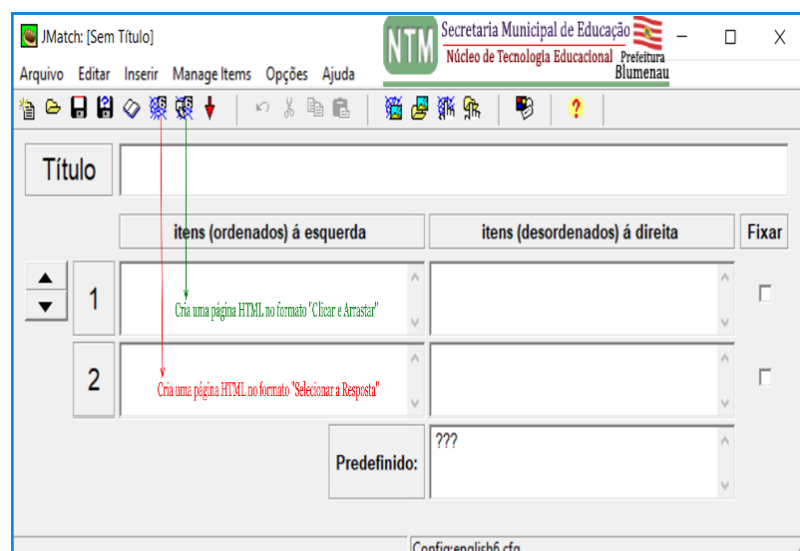 JMatch: [Sem Título]
NTM
Secretaria Municipal de Educação
Núcleo de Tecnologia Educacional
Prefeitura
Blumenau
Arquivo Editar Inserir Manage Items Opções Ajuda
Título
itens (ordenados) á esquerda
itens (desordenados) á direita
Fixar
1
Cria uma página HTML no formato "Clicar e Arrastar"
2
Cria uma página HTML no formato "Selecionar a Resposta"
Predefinido:
???
Config:english6.cfg